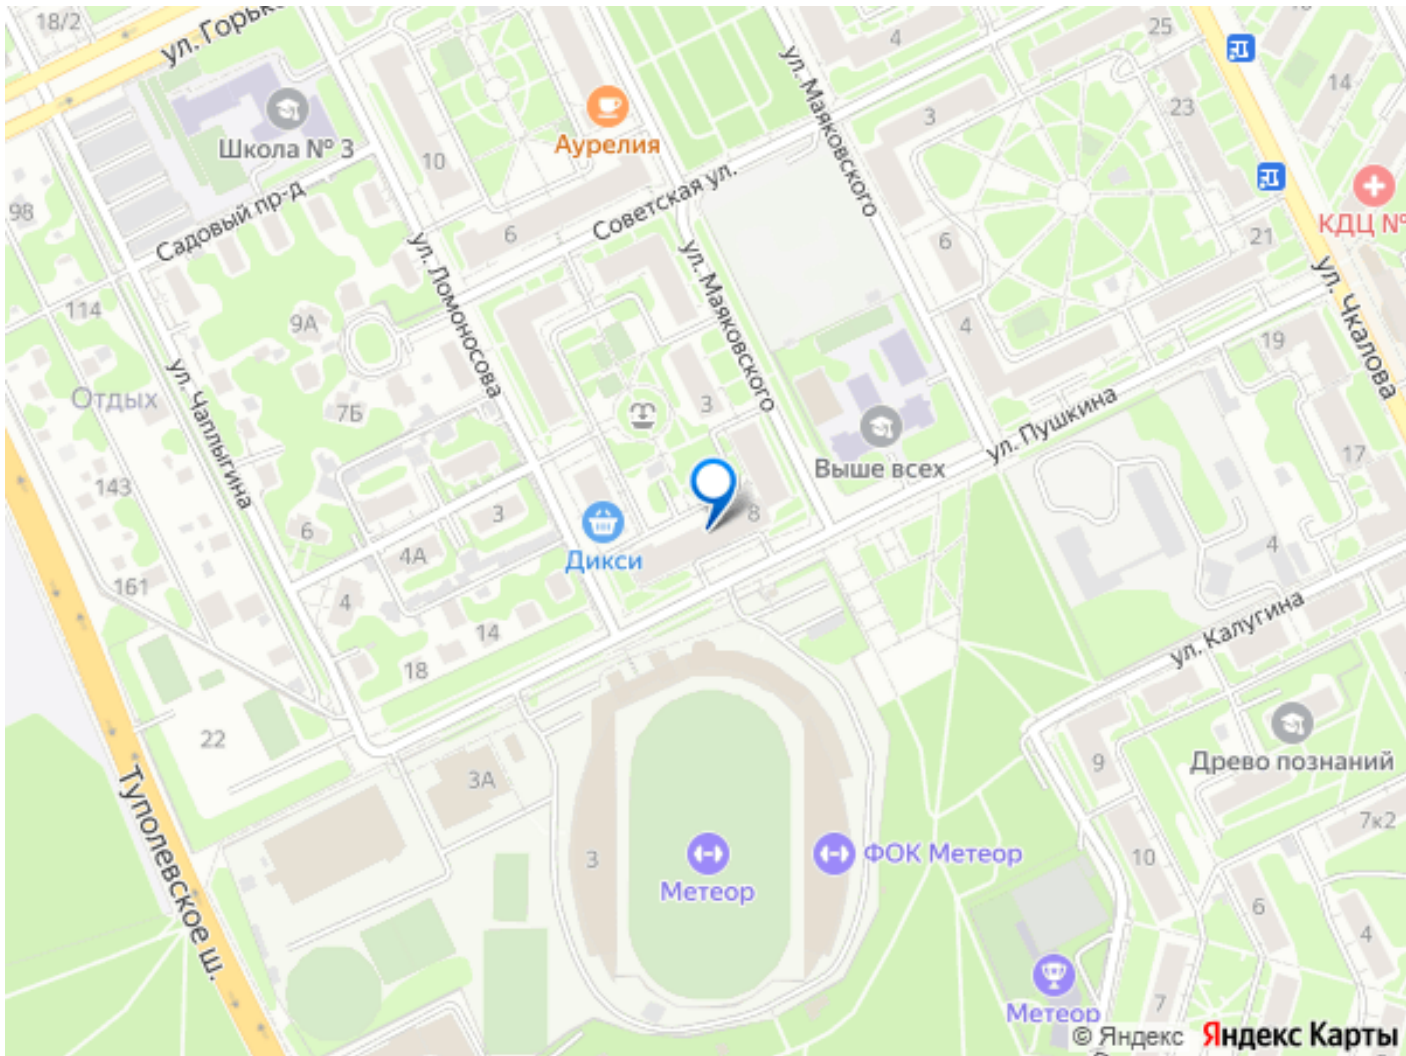 18/2
ул. Горьк
25
4
14
ул. Маяковского
23
3
Школа № 3
Аурелия
10
КДЦ №
98
Садовый пр-д
Советская ул.
6
6
21
ул. Ломоносова
ул. Маяковского
ул. Чкалова
114
9А
4
19
Отдых
7Б
3
ул. Чаплыгина
ул. Пушкина
17
Выше всех
143
3
8
6
4А
Дикси
4
161
4
14
18
ул. Калугина
22
3А
9
Древо познаний
Туполевское ш.
7к2
3
Метеор
ФОК Метеор
10
6
4
7
Метеор
© Яндекс Яндекс Карты